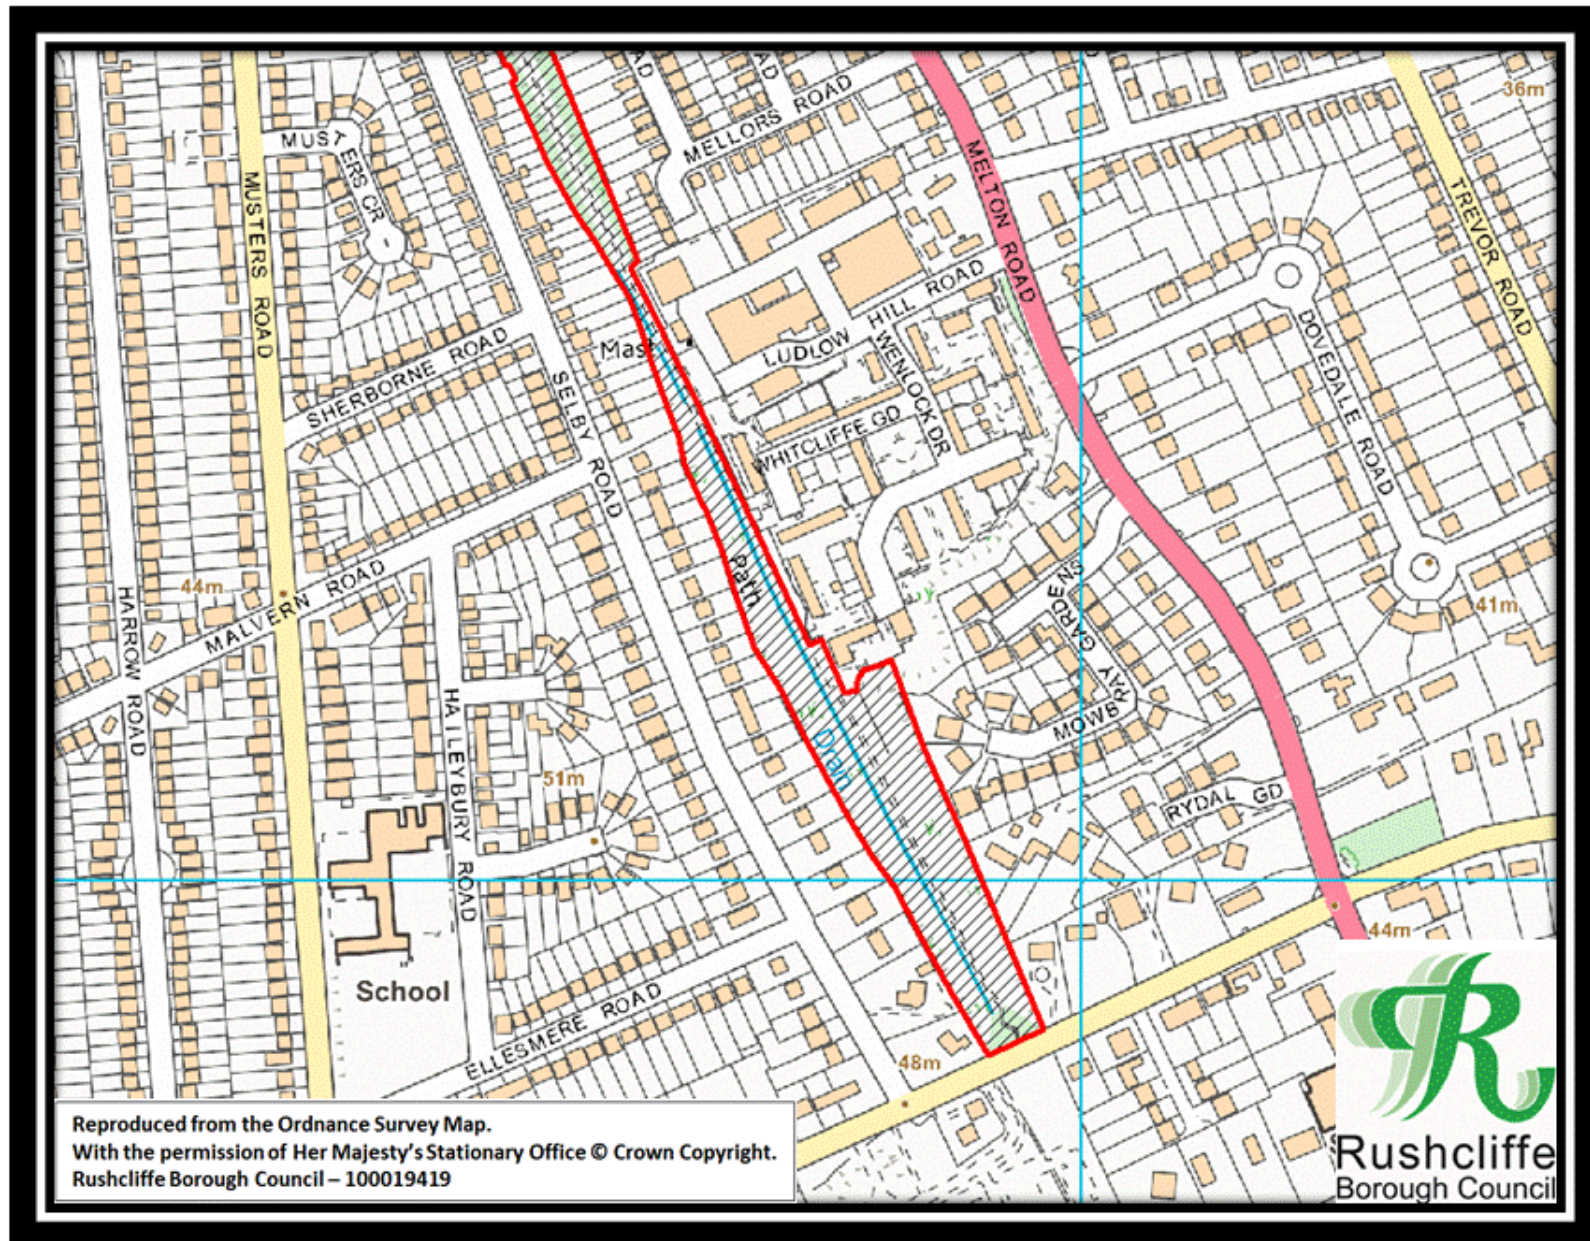 AD
AD
MELLORS ROAD
36m
MUSTERS CR
MUSTERS ROAD
MELTON ROAD
TREVOR ROAD
LUDLOW HILL ROAD
Mast
SHERBORNE ROAD
SELBY ROAD
WENLOCK DR
WHITCLIFFE GD
DOVEDALE ROAD
44m
MALVERN ROAD
HARROW ROAD
Path
MOWBRAY GARDENS
41m
HAILEYBURY ROAD
Drain
51m
RYDAL GD
School
ELLESMERE ROAD
48m
44m
Reproduced from the Ordnance Survey Map.
With the permission of Her Majesty's Stationary Office © Crown Copyright.
Rushcliffe Borough Council – 100019419
Rushcliffe
Borough Council